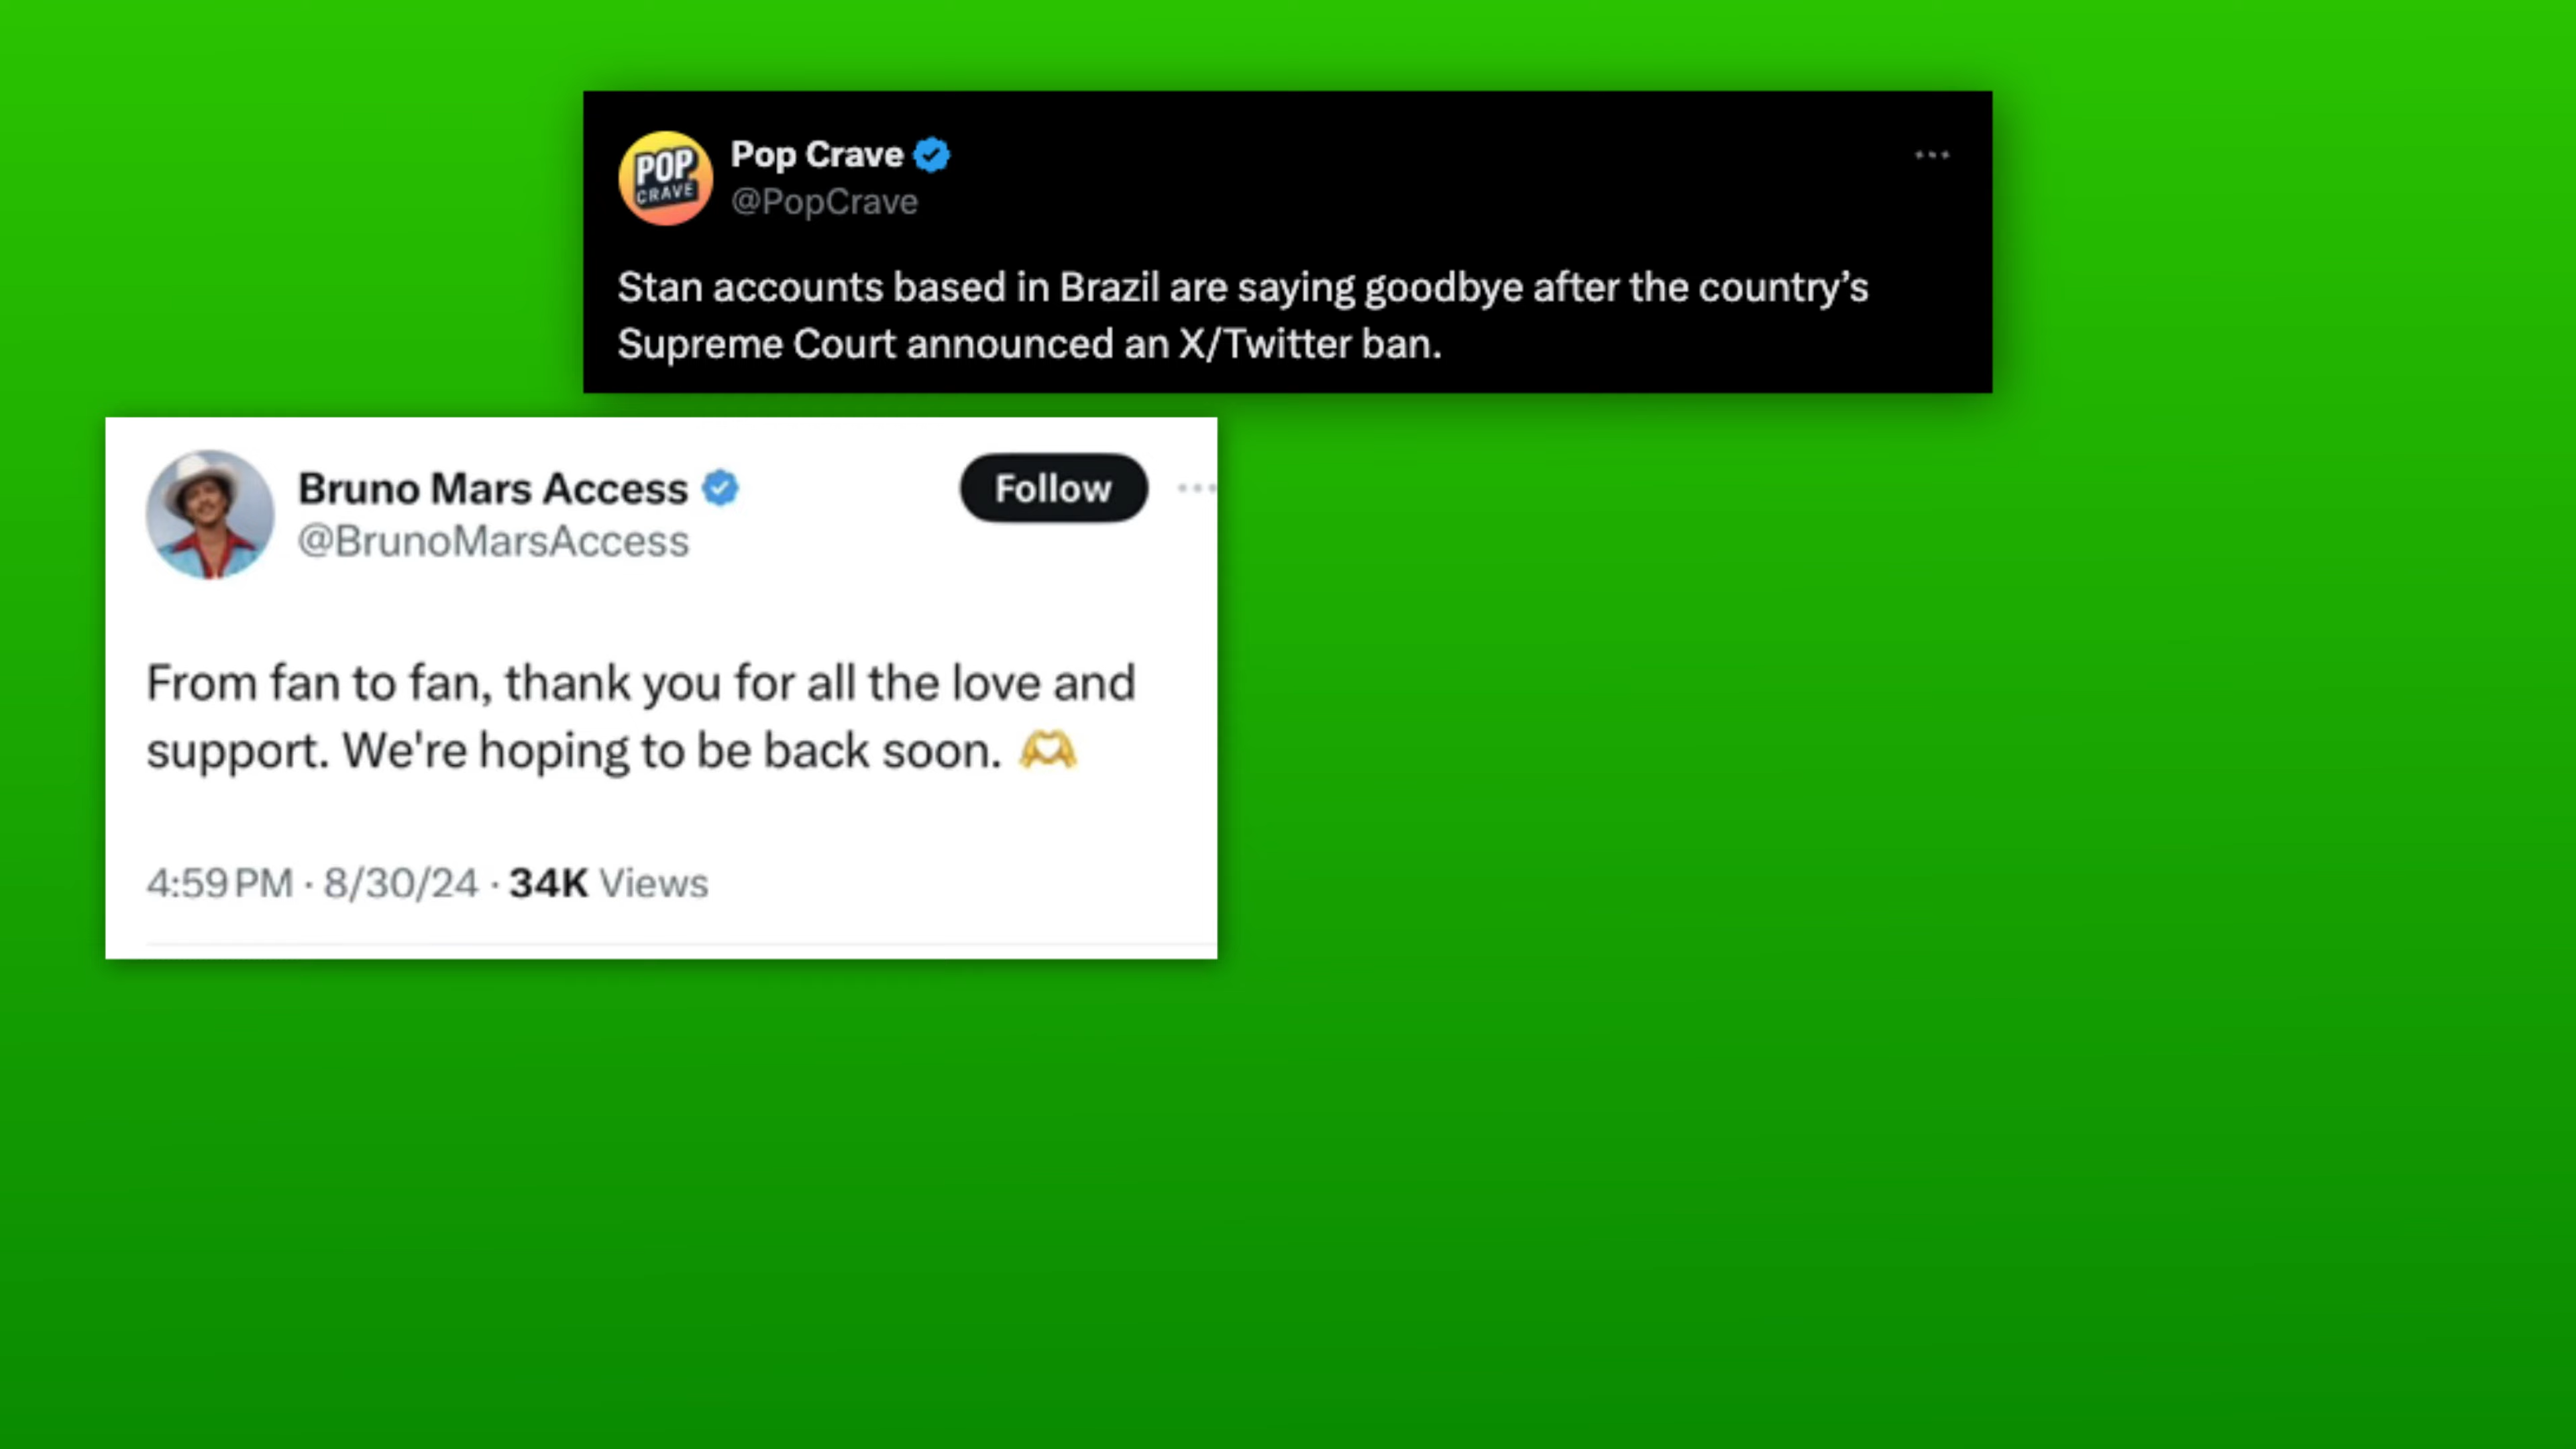 POP
CRAVE
Pop Crave
@PopCrave
Stan accounts based in Brazil are saying goodbye after the country’s
Supreme Court announced an X/Twitter ban.
Bruno Mars Access
@BrunoMarsAccess
Follow
From fan to fan, thank you for all the love and
support. We're hoping to be back soon. 🫶
4:59 PM · 8/30/24 · 34K Views